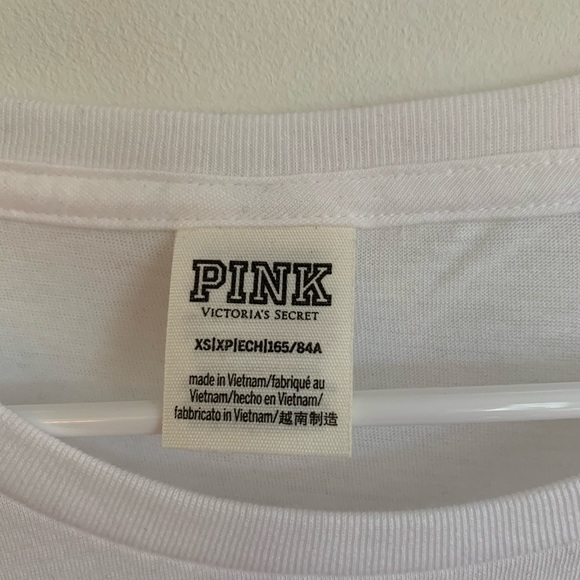 PINK
VICTORIA'S SECRET
XS|XP|ECH|165/84A
made in Vietnam/fabriqué au
Vietnam/hecho en Vietnam/
fabbricato in Vietnam/越南制造